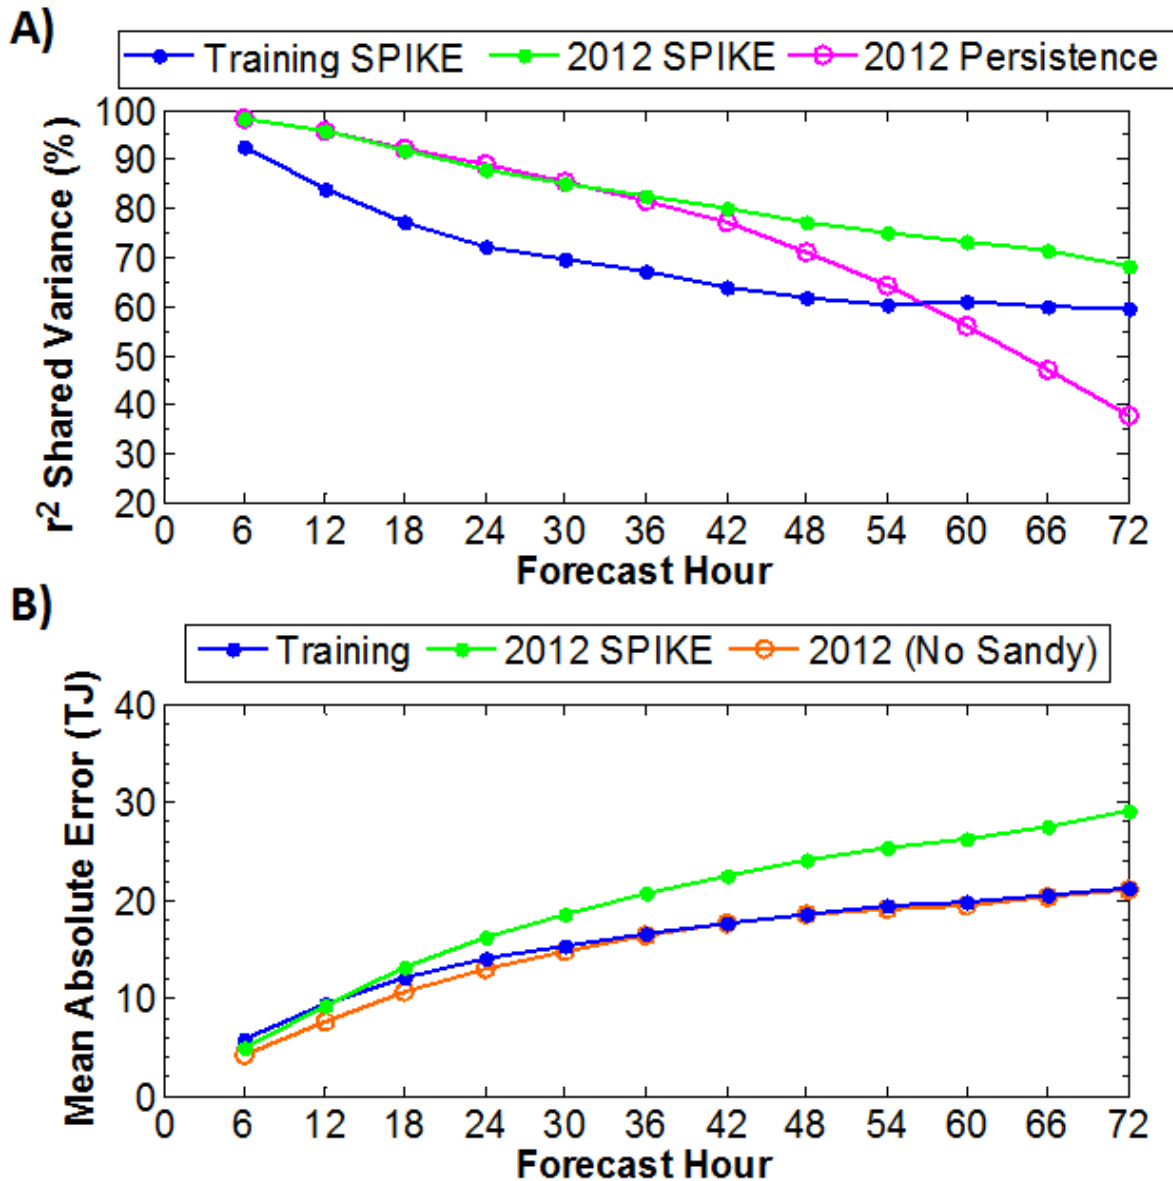 A)
Training SPIKE 2012 SPIKE 2012 Persistence
r² Shared Variance (%)
100
90
80
70
60
50
40
30
20
0 6 12 18 24 30 36 42 48 54 60 66 72
Forecast Hour
B)
Training 2012 SPIKE 2012 (No Sandy)
Mean Absolute Error (TJ)
40
30
20
10
0
0 6 12 18 24 30 36 42 48 54 60 66 72
Forecast Hour